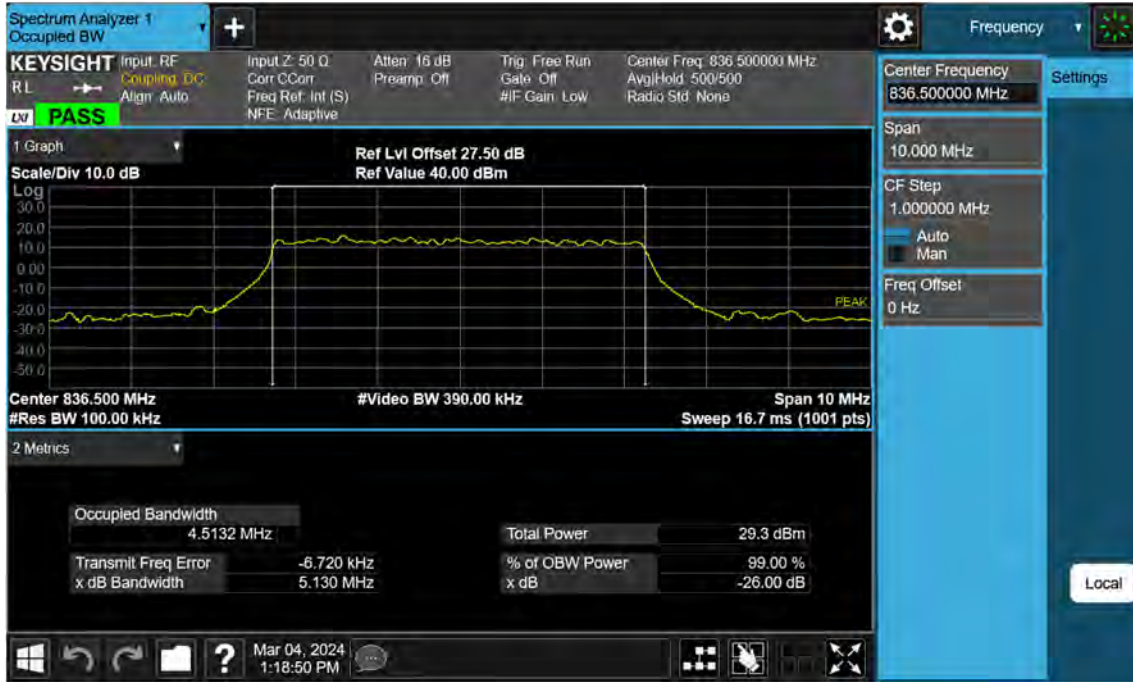 Spectrum Analyzer 1
Occupied BW
+
Frequency
KEYSIGHT
Input: RF
Coupling: DC
Align: Auto
RL
LXI
PASS
Input Z: 50 Ω
Corr CCorr
Freq Ref: Int (S)
NFE: Adaptive
Atten: 16 dB
Preamp: Off
Trig: Free Run
Gate: Off
#IF Gain: Low
Center Freq: 836.500000 MHz
Avg|Hold: 500/500
Radio Std: None
Center Frequency
836.500000 MHz
Settings
Span
10.000 MHz
CF Step
1.000000 MHz
Auto
Man
Freq Offset
0 Hz
Local
1 Graph
Scale/Div 10.0 dB
Ref Lvl Offset 27.50 dB
Ref Value 40.00 dBm
Log
30.0
20.0
10.0
0.00
-10.0
-20.0
-30.0
-40.0
-50.0
PEAK
Center 836.500 MHz
#Video BW 390.00 kHz
Span 10 MHz
#Res BW 100.00 kHz
Sweep 16.7 ms (1001 pts)
2 Metrics
Occupied Bandwidth
4.5132 MHz
Total Power 29.3 dBm
Transmit Freq Error -6.720 kHz
% of OBW Power 99.00 %
x dB Bandwidth 5.130 MHz
x dB -26.00 dB
?
Mar 04, 2024
1:18:50 PM